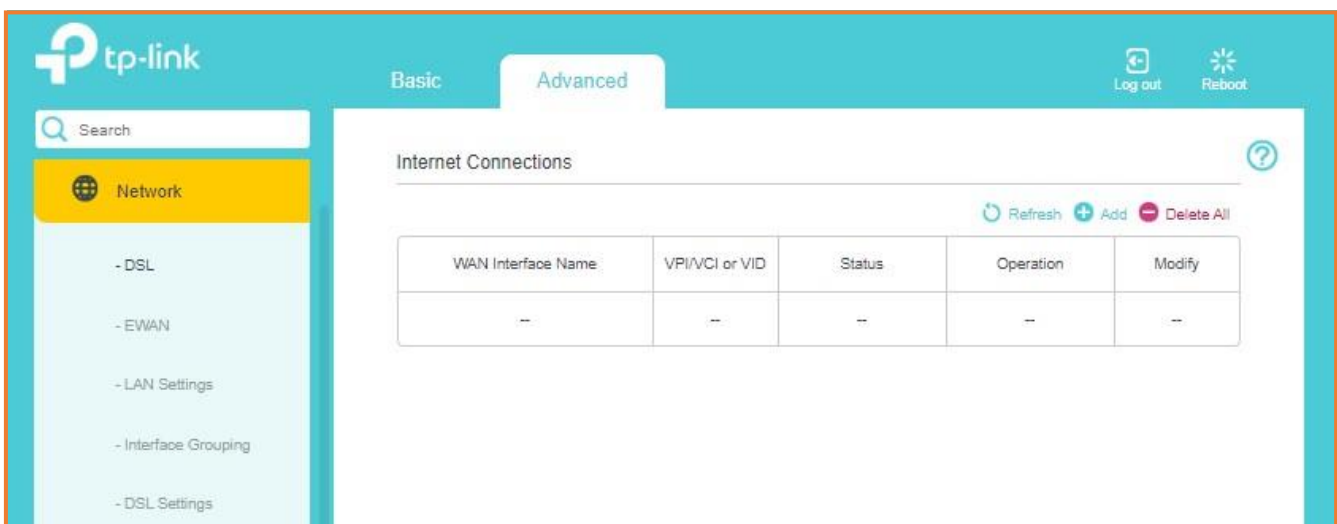 tp-link
Basic
Advanced
Log out
Reboot
Search
Network
- DSL
- EWAN
- LAN Settings
- Interface Grouping
- DSL Settings
Internet Connections
?
Refresh Add Delete All
WAN Interface Name VPI/VCI or VID Status Operation Modify
-- -- -- -- --